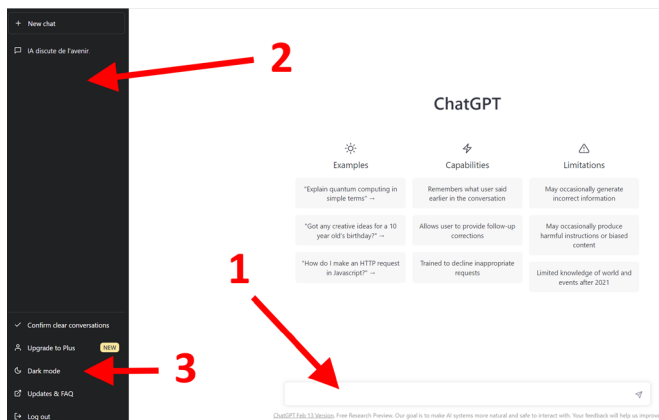 + New chat
IA discute de l'avenir.
2
ChatGPT
Examples
Capabilities
Limitations
"Explain quantum computing in
simple terms" →
Remembers what user said
earlier in the conversation
May occasionally generate
incorrect information
"Got any creative ideas for a 10
year old's birthday?" →
Allows user to provide follow-up
corrections
May occasionally produce
harmful instructions or biased
content
"How do I make an HTTP request
in Javascript?" →
Trained to decline inappropriate
requests
Limited knowledge of world and
events after 2021
1
Confirm clear conversations
Upgrade to Plus NEW
Dark mode
3
Updates & FAQ
Log out
ChatGPT Feb 13 Version. Free Research Preview. Our goal is to make AI systems more natural and safe to interact with. Your feedback will help us improve